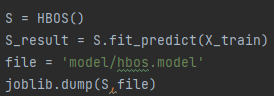 S = HBOS()
S_result = S.fit_predict(X_train)
file = 'model/hbos.model'
joblib.dump(S,file)